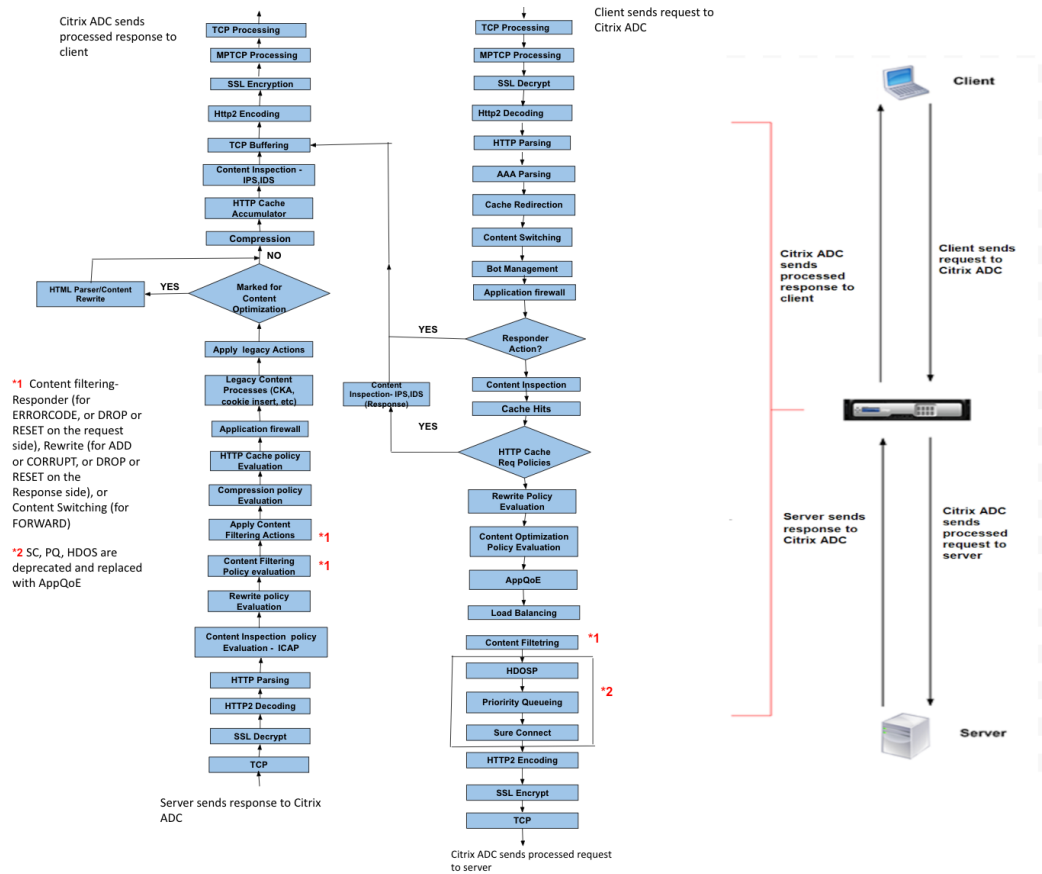 Citrix ADC sends
processed response to
client
TCP Processing
MPTCP Processing
SSL Encryption
Http2 Encoding
TCP Buffering
Content Inspection -
IPS,IDS
HTTP Cache
Accumulator
Compression
NO
HTML Parser/Content
Rewrite
YES
Marked for
Content
Optimization
Apply legacy Actions
Legacy Content
Processes (CKA,
cookie insert, etc)
Application firewall
HTTP Cache policy
Evaluation
Compression policy
Evaluation
Apply Content
Filtering Actions
*1
Content Filtering
Policy evaluation
*1
Rewrite policy
Evaluation
Content Inspection policy
Evaluation - ICAP
HTTP Parsing
HTTP2 Decoding
SSL Decrypt
TCP
Server sends response to Citrix
ADC
*1 Content filtering-
Responder (for
ERRORCODE, or DROP or
RESET on the request
side), Rewrite (for ADD
or CORRUPT, or DROP or
RESET on the
Response side), or
Content Switching (for
FORWARD)
*2 SC, PQ, HDOS are
deprecated and replaced
with AppQoE
Client sends request to
Citrix ADC
TCP Processing
MPTCP Processing
SSL Decrypt
Http2 Decoding
HTTP Parsing
AAA Parsing
Cache Redirection
Content Switching
Bot Management
Application firewall
YES
Responder
Action?
Content
Inspection- IPS,IDS
(Response)
Content Inspection
Cache Hits
YES
HTTP Cache
Req Policies
Rewrite Policy
Evaluation
Content Optimization
Policy Evaluation
AppQoE
Load Balancing
Content Filtetring
*1
HDOSP
Prioririty Queueing
*2
Sure Connect
HTTP2 Encoding
SSL Encrypt
TCP
Citrix ADC sends processed request
to server
Client
Citrix ADC
sends
processed
response to
client
Client sends
request to
Citrix ADC
Server sends
response to
Citrix ADC
Citrix ADC
sends
processed
request to
server
Server